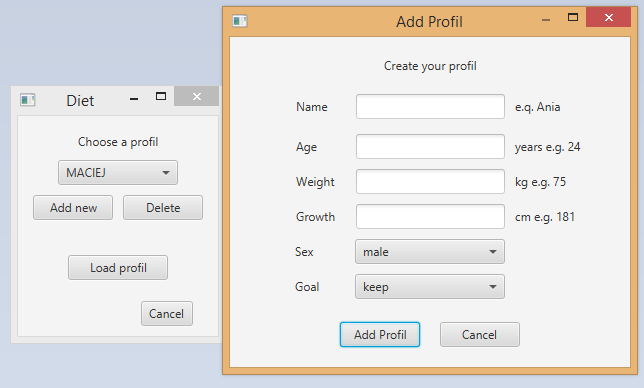 Diet
Choose a profil
MACIEJ
Add new
Delete
Load profil
Cancel
Add Profil
Create your profil
Name e.q. Ania
Age years e.g. 24
Weight kg e.g. 75
Growth cm e.g. 181
Sex male
Goal keep
Add Profil
Cancel